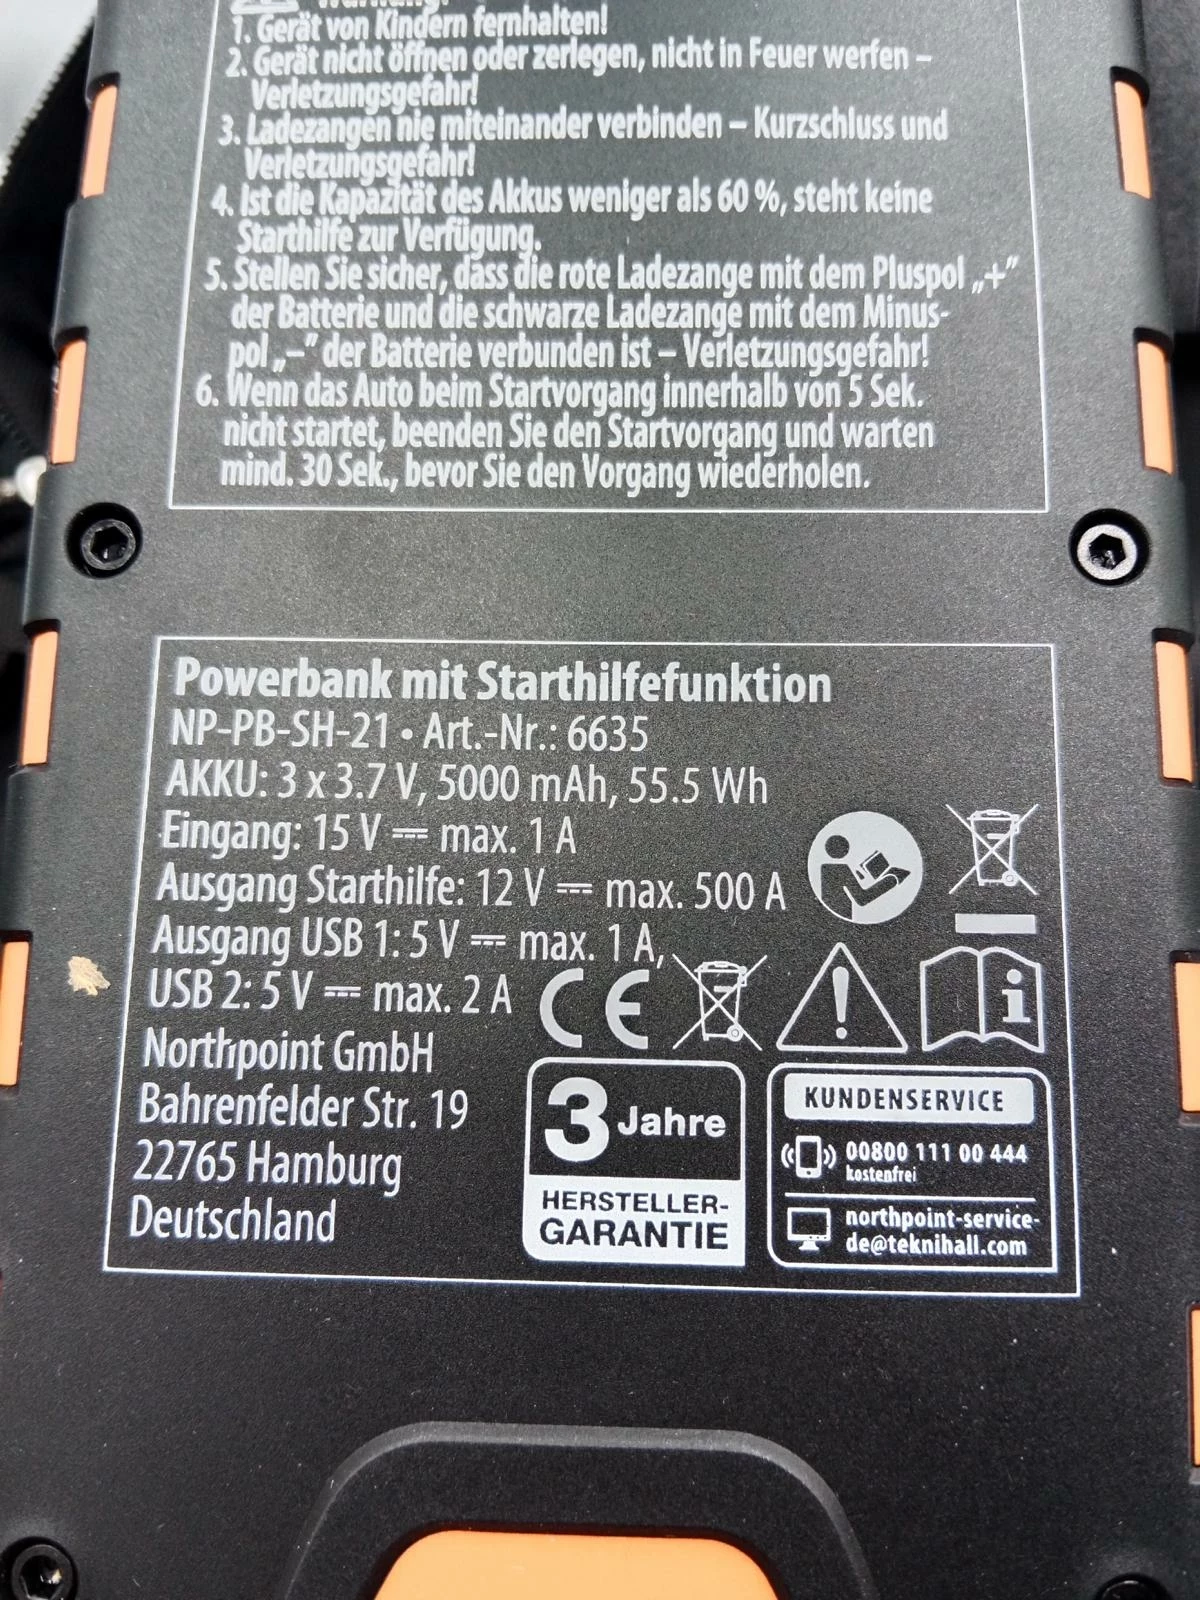 Warnung!
1. Gerät von Kindern fernhalten!
2. Gerät nicht öffnen oder zerlegen, nicht in Feuer werfen –
Verletzungsgefahr!
3. Ladezangen nie miteinander verbinden – Kurzschluss und
Verletzungsgefahr!
4. Ist die Kapazität des Akkus weniger als 60 %, steht keine
Starthilfe zur Verfügung.
5. Stellen Sie sicher, dass die rote Ladezange mit dem Pluspol „+”
der Batterie und die schwarze Ladezange mit dem Minus-
pol „–” der Batterie verbunden ist – Verletzungsgefahr!
6. Wenn das Auto beim Startvorgang innerhalb von 5 Sek.
nicht startet, beenden Sie den Startvorgang und warten
mind. 30 Sek., bevor Sie den Vorgang wiederholen.
Powerbank mit Starthilfefunktion
NP-PB-SH-21 • Art.-Nr.: 6635
AKKU: 3 x 3.7 V, 5000 mAh, 55.5 Wh
Eingang: 15 V ⎓ max. 1 A
Ausgang Starthilfe: 12 V ⎓ max. 500 A
Ausgang USB 1: 5 V ⎓ max. 1 A,
USB 2: 5 V ⎓ max. 2 A
CE
Northpoint GmbH
Bahrenfelder Str. 19
22765 Hamburg
Deutschland
3 Jahre
HERSTELLER-
GARANTIE
KUNDENSERVICE
00800 111 00 444
kostenfrei
northpoint-service-
de@teknihall.com